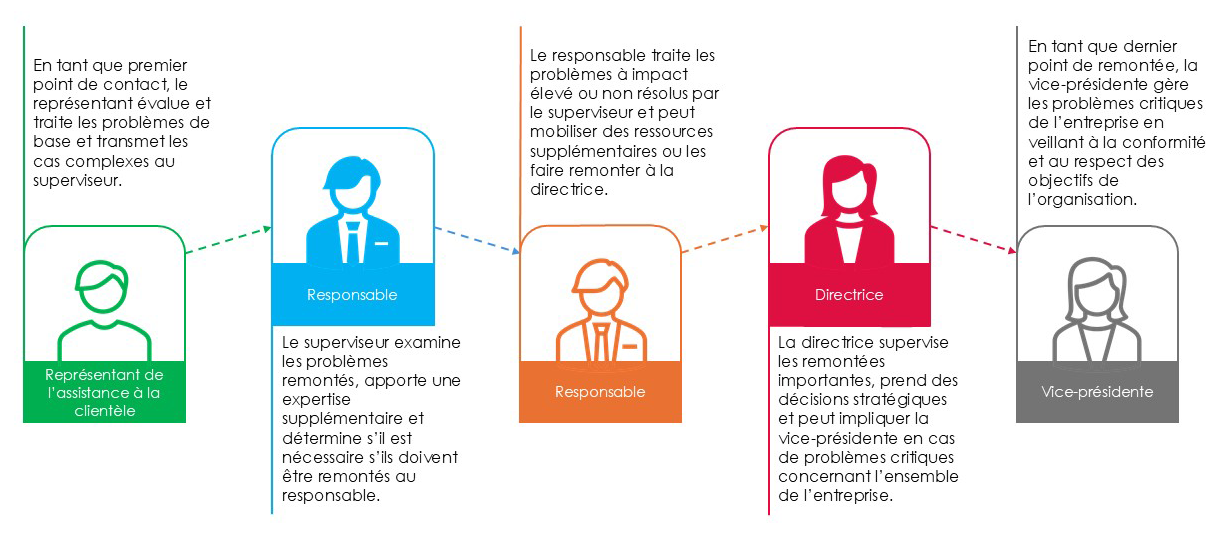 En tant que premier
point de contact, le
représentant évalue et
traite les problèmes de
base et transmet les
cas complexes au
superviseur.
Représentant de
l’assistance à la
clientèle
Responsable
Le superviseur examine
les problèmes
remontés, apporte une
expertise
supplémentaire et
détermine s’il est
nécessaire s’ils doivent
être remontés au
responsable.
Le responsable traite les
problèmes à impact
élevé ou non résolus par
le superviseur et peut
mobiliser des ressources
supplémentaires ou les
faire remonter à la
directrice.
Responsable
Directrice
La directrice supervise
les remontées
importantes, prend des
décisions stratégiques
et peut impliquer la
vice-présidente en cas
de problèmes critiques
concernant l’ensemble
de l’entreprise.
En tant que dernier
point de remontée, la
vice-présidente gère
les problèmes critiques
de l’entreprise en
veillant à la conformité
et au respect des
objectifs de
l’organisation.
Vice-présidente